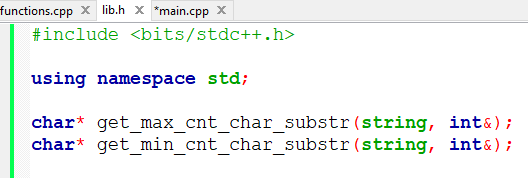 functions.cpp lib.h *main.cpp
#include <bits/stdc++.h>
using namespace std;
char* get_max_cnt_char_substr(string, int&);
char* get_min_cnt_char_substr(string, int&);